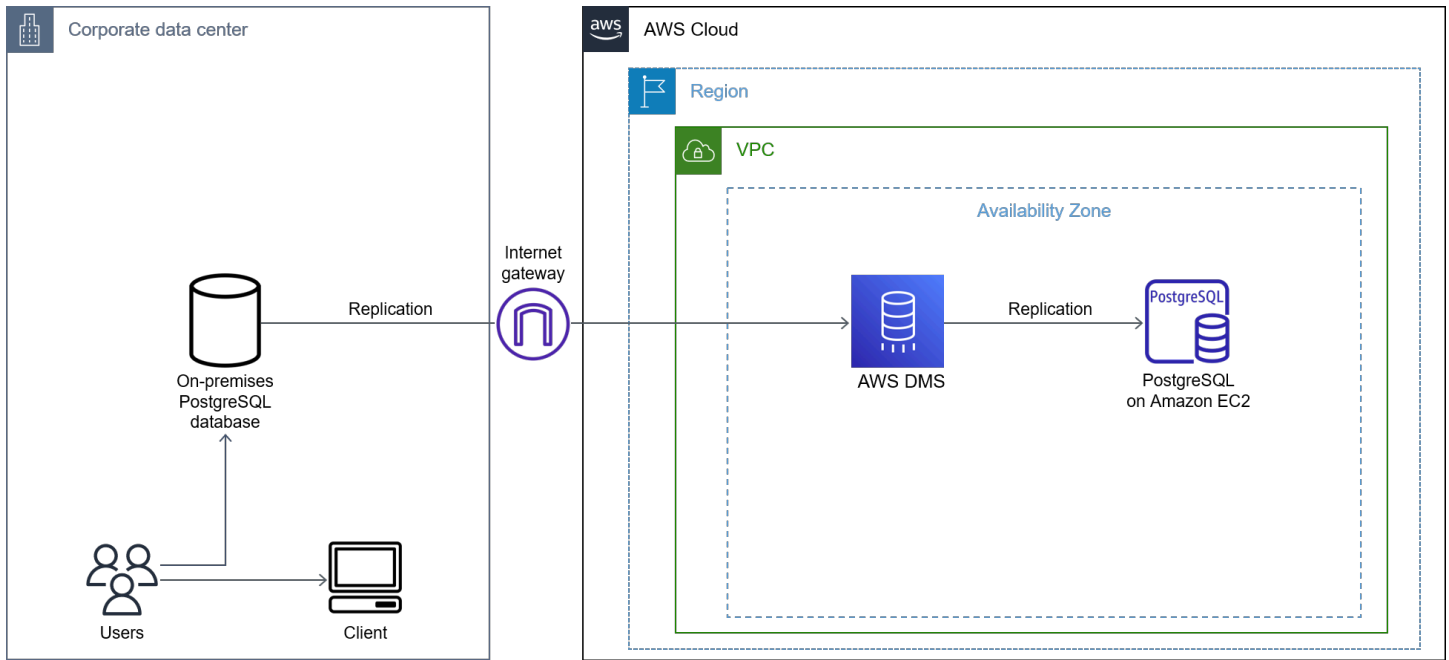 Corporate data center
aws
AWS Cloud
Region
VPC
Availability Zone
Internet
gateway
Replication
Replication
PostgreSQL
On-premises
PostgreSQL
database
AWS DMS
PostgreSQL
on Amazon EC2
Users
Client